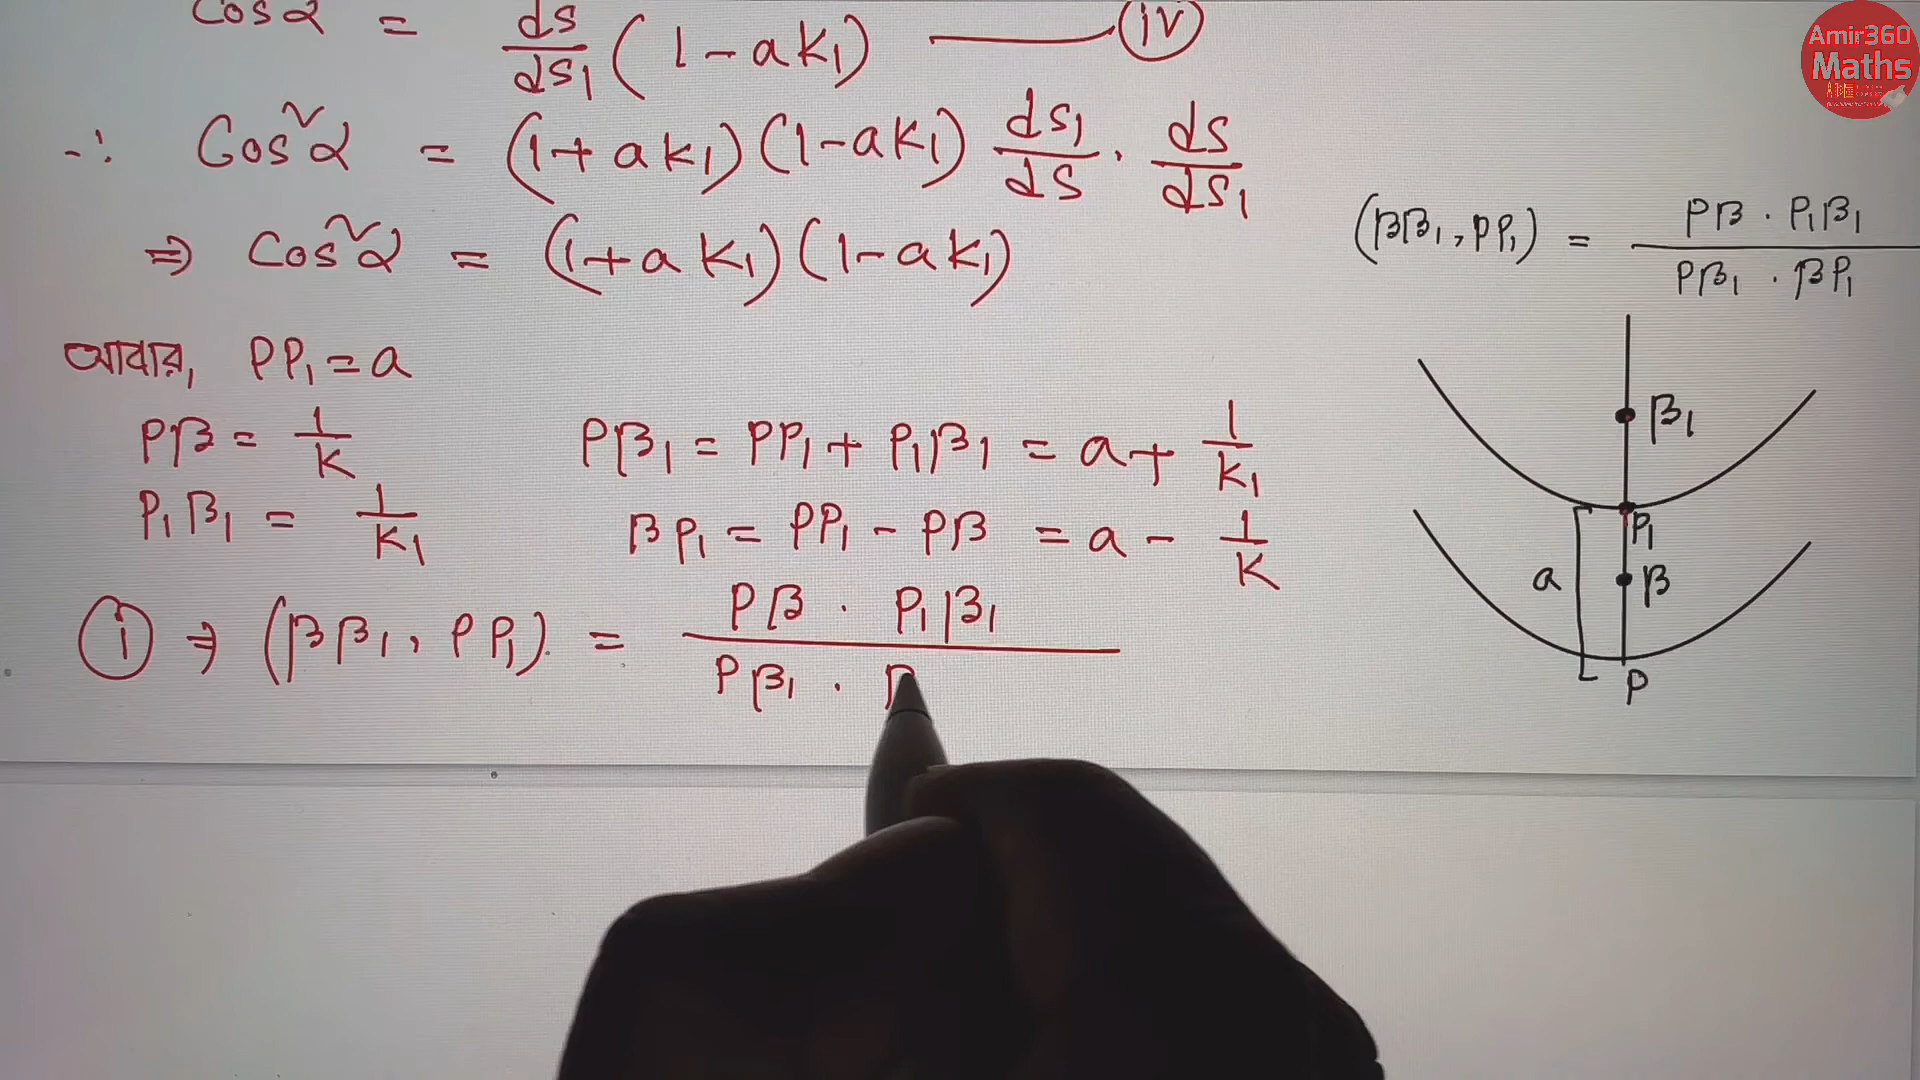 Cosα = ds/ds₁ (1-ak₁) —— (iv)
∴ Cos²α = (1+ak₁)(1-ak₁) ds₁/ds · ds/ds₁
⇒ Cos²α = (1+ak₁)(1-ak₁)
আবার, PP₁ = a
Pβ = 1/k
Pβ₁ = PP₁ + P₁β₁ = a + 1/k₁
P₁β₁ = 1/k₁
βP₁ = PP₁ - Pβ = a - 1/k
(i) ⇒ (ββ₁, PP₁) = Pβ · P₁β₁ / Pβ₁ ·
(ββ₁, PP₁) = Pβ · P₁β₁ / Pβ₁ · βP₁
β₁
P₁
a
β
P
Amir360
Maths